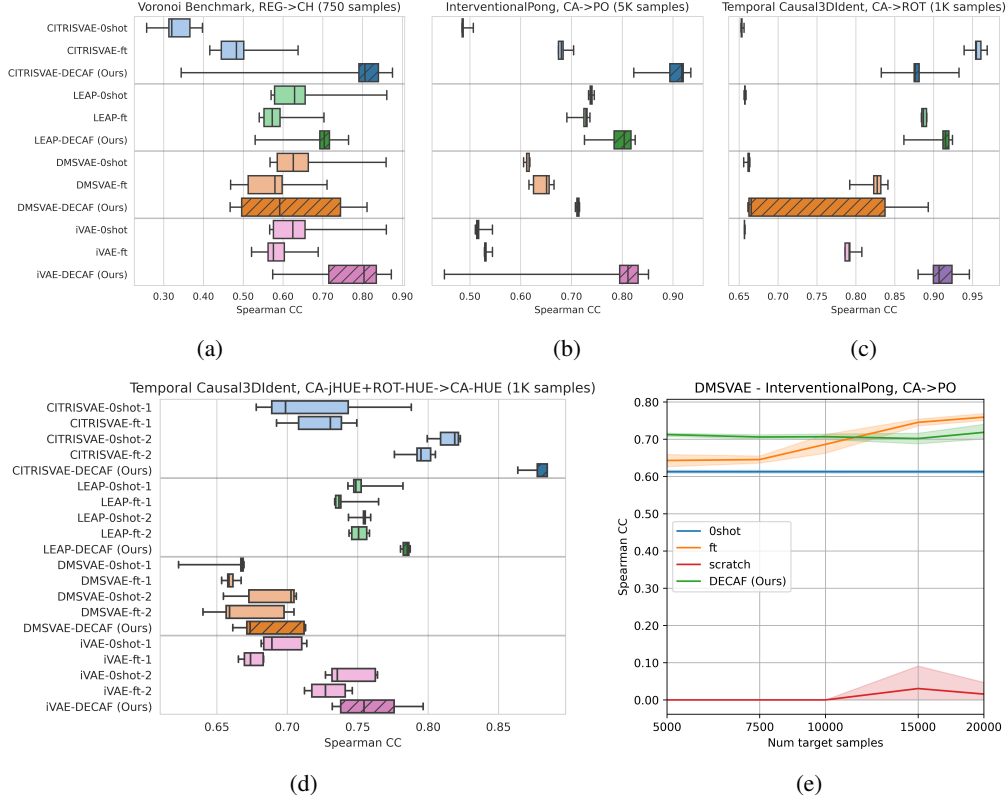 Voronoi Benchmark, REG->CH (750 samples)
CITRISVAE-0shot
CITRISVAE-ft
CITRISVAE-DECAF (Ours)
LEAP-0shot
LEAP-ft
LEAP-DECAF (Ours)
DMSVAE-0shot
DMSVAE-ft
DMSVAE-DECAF (Ours)
iVAE-0shot
iVAE-ft
iVAE-DECAF (Ours)
0.30 0.40 0.50 0.60 0.70 0.80 0.90
Spearman CC
(a)
InterventionalPong, CA->PO (5K samples)
0.50 0.60 0.70 0.80 0.90
Spearman CC
(b)
Temporal Causal3DIdent, CA->ROT (1K samples)
0.65 0.70 0.75 0.80 0.85 0.90 0.95
Spearman CC
(c)
Temporal Causal3DIdent, CA-jHUE+ROT-HUE->CA-HUE (1K samples)
CITRISVAE-0shot-1
CITRISVAE-ft-1
CITRISVAE-0shot-2
CITRISVAE-ft-2
CITRISVAE-DECAF (Ours)
LEAP-0shot-1
LEAP-ft-1
LEAP-0shot-2
LEAP-ft-2
LEAP-DECAF (Ours)
DMSVAE-0shot-1
DMSVAE-ft-1
DMSVAE-0shot-2
DMSVAE-ft-2
DMSVAE-DECAF (Ours)
iVAE-0shot-1
iVAE-ft-1
iVAE-0shot-2
iVAE-ft-2
iVAE-DECAF (Ours)
0.65 0.70 0.75 0.80 0.85
Spearman CC
(d)
DMSVAE - InterventionalPong, CA->PO
0.80
0.70
0.60
0.50
0.40
0.30
0.20
0.10
0.00
Spearman CC
0shot
ft
scratch
DECAF (Ours)
5000 7500 10000 15000 20000
Num target samples
(e)